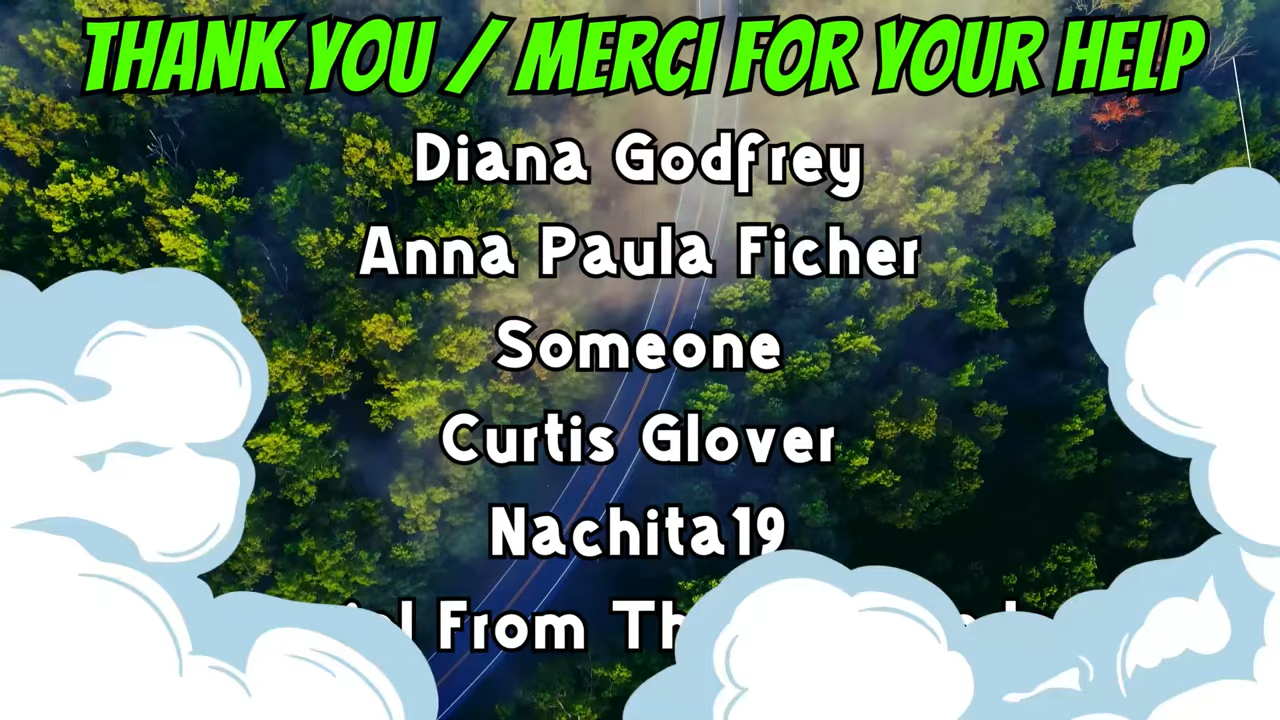 THANK YOU / MERCI FOR YOUR HELP
Diana Godfrey
Anna Paula Ficher
Someone
Curtis Glover
Nachita19
From